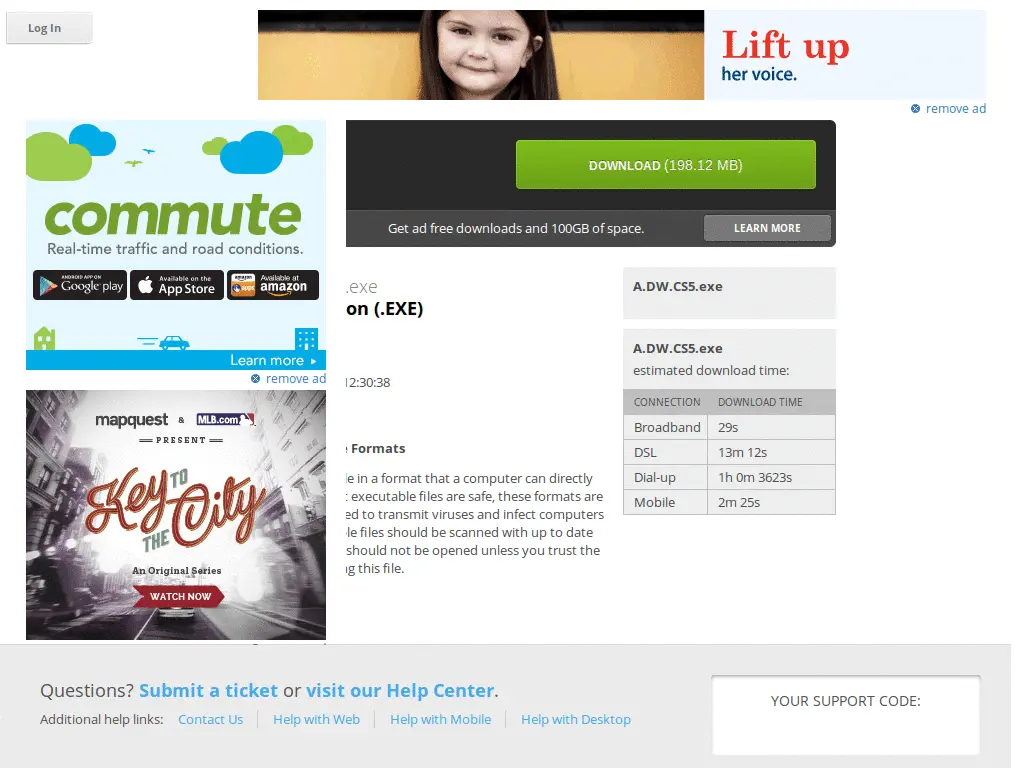 Log In
Lift up
her voice.
remove ad
commute
Real-time traffic and road conditions.
ANDROID APP ON
Google play
Available on the
App Store
Available at
amazon
Learn more
remove ad
mapquest & MLB.com
PRESENT
Key TO
THE City
An Original Series
WATCH NOW
DOWNLOAD (198.12 MB)
Get ad free downloads and 100GB of space.
LEARN MORE
.exe
on (.EXE)
12:30:38
e Formats
le in a format that a computer can directly
t executable files are safe, these formats are
ed to transmit viruses and infect computers
le files should be scanned with up to date
should not be opened unless you trust the
g this file.
A.DW.CS5.exe
A.DW.CS5.exe
estimated download time:
CONNECTION DOWNLOAD TIME
Broadband 29s
DSL 13m 12s
Dial-up 1h 0m 3623s
Mobile 2m 25s
Questions? Submit a ticket or visit our Help Center.
Additional help links: Contact Us Help with Web Help with Mobile Help with Desktop
YOUR SUPPORT CODE: